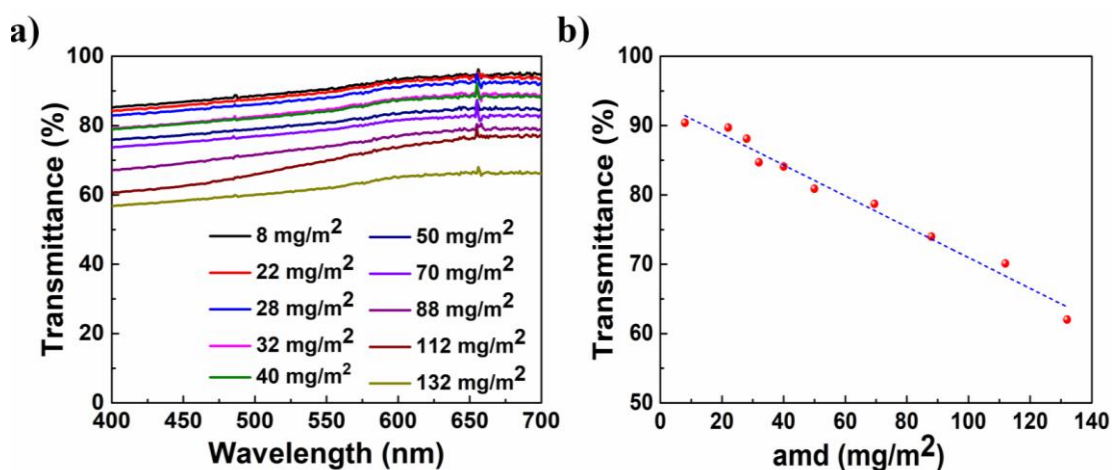 a)
Transmittance (%)
100
80
60
40
20
0
8 mg/m²
22 mg/m²
28 mg/m²
32 mg/m²
40 mg/m²
50 mg/m²
70 mg/m²
88 mg/m²
112 mg/m²
132 mg/m²
400 450 500 550 600 650 700
Wavelength (nm)
b)
Transmittance (%)
100
90
80
70
60
50
0 20 40 60 80 100 120 140
amd (mg/m²)